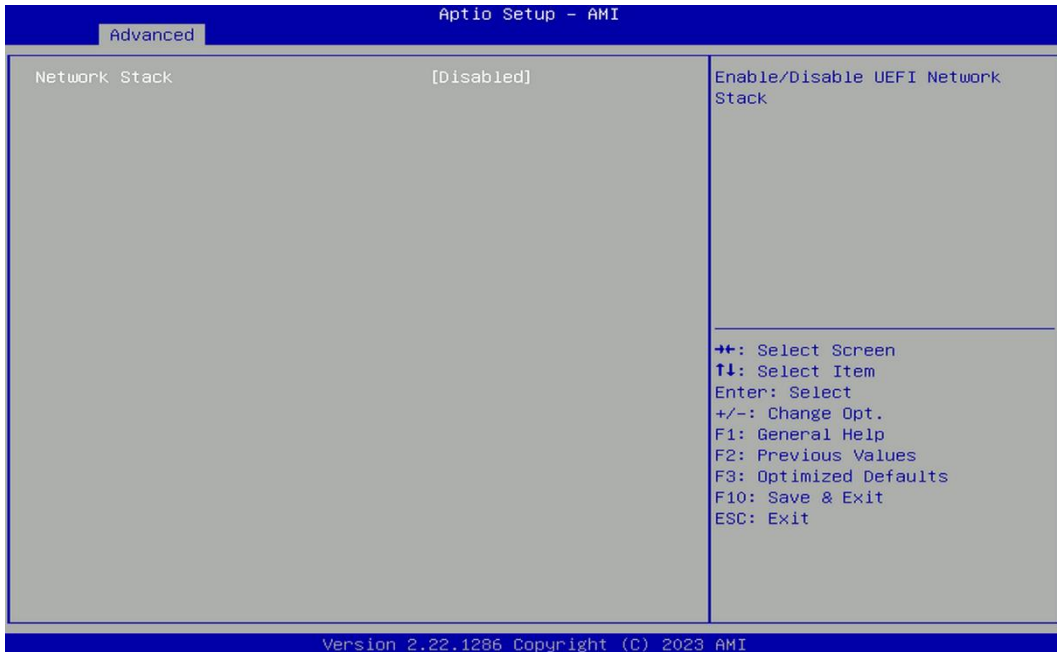 Aptio Setup - AMI
Advanced
Network Stack [Disabled]
Enable/Disable UEFI Network
Stack
→←: Select Screen
↑↓: Select Item
Enter: Select
+/-: Change Opt.
F1: General Help
F2: Previous Values
F3: Optimized Defaults
F10: Save & Exit
ESC: Exit
Version 2.22.1286 Copyright (C) 2023 AMI